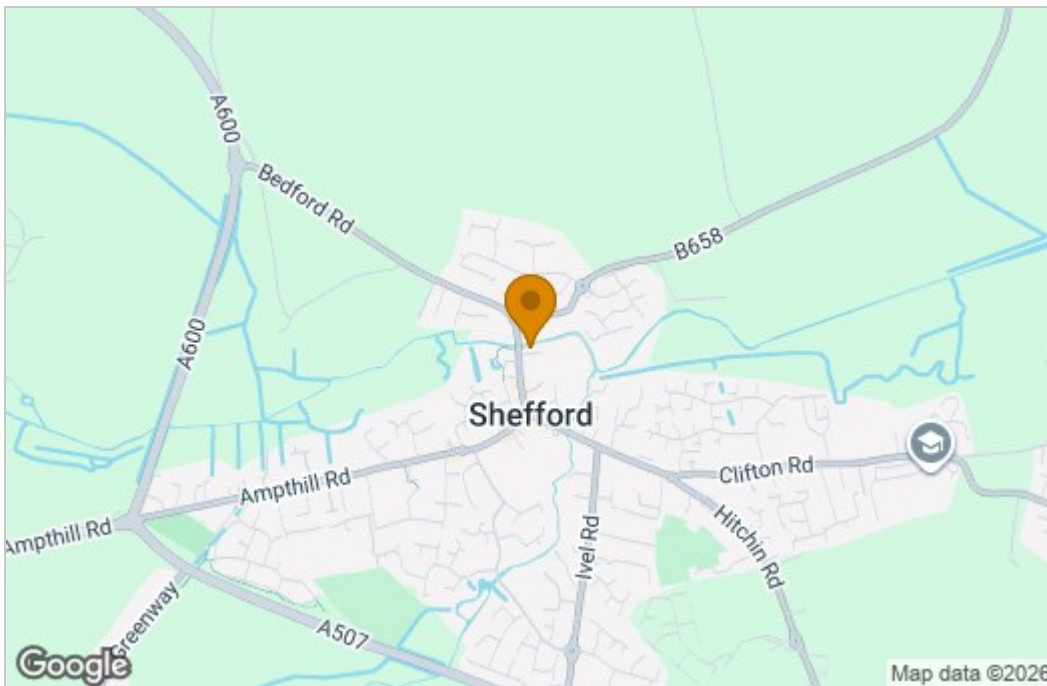 A600
Bedford Rd
B658
A600
Shefford
Ampthill Rd
Clifton Rd
Ampthill Rd
Ivel Rd
Hitchin Rd
Greenway
A507
Google
Map data ©2026